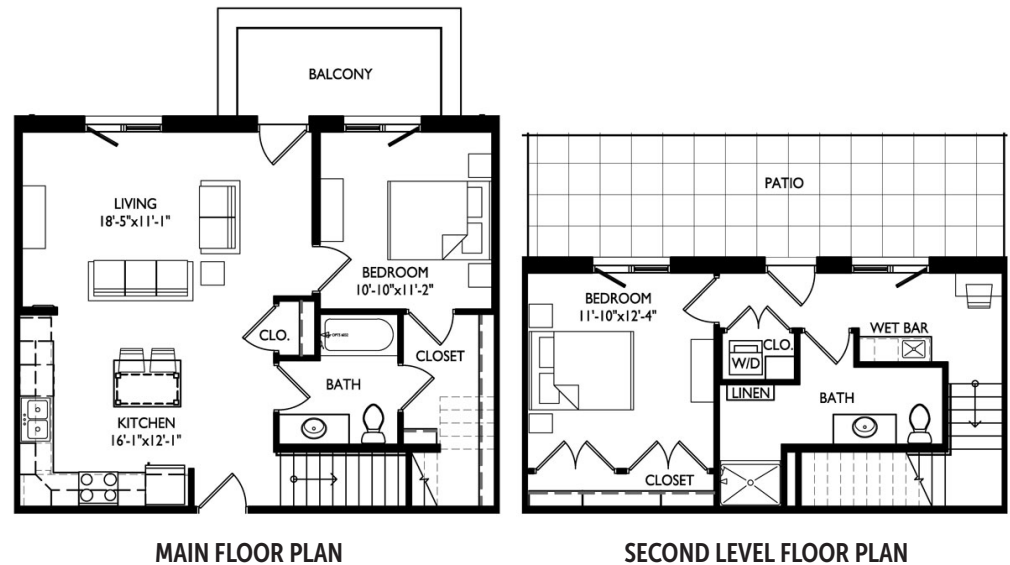 BALCONY
LIVING
18'-5"x11'-1"
BEDROOM
10'-10"x11'-2"
CLO.
CLOSET
BATH
KITCHEN
16'-1"x12'-1"
MAIN FLOOR PLAN
PATIO
BEDROOM
11'-10"x12'-4"
WET BAR
CLO.
W/D
LINEN
BATH
CLOSET
SECOND LEVEL FLOOR PLAN